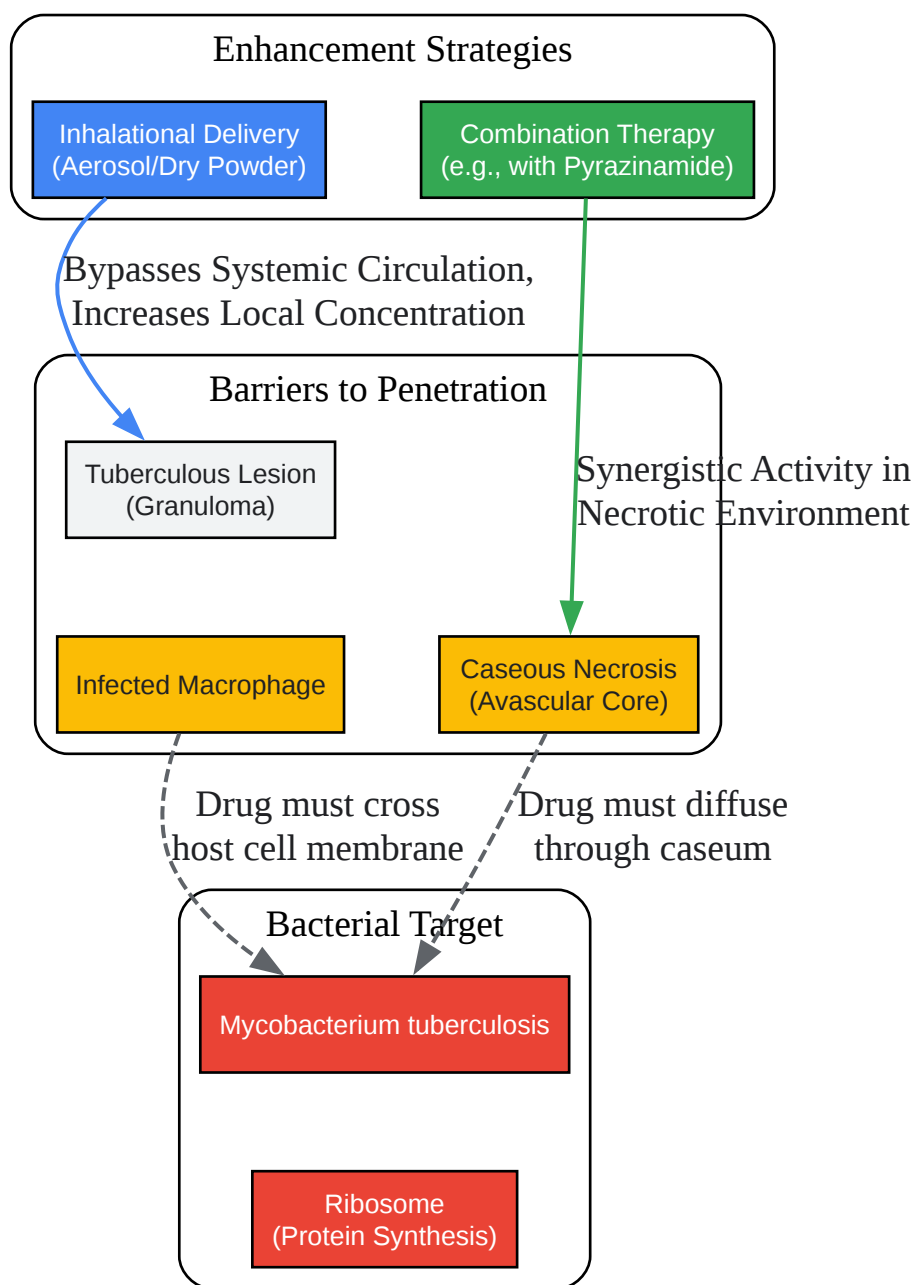 Enhancement Strategies
Inhalational Delivery
(Aerosol/Dry Powder)
Combination Therapy
(e.g., with Pyrazinamide)
Bypasses Systemic Circulation,
Increases Local Concentration
Barriers to Penetration
Tuberculous Lesion
(Granuloma)
Synergistic Activity in
Necrotic Environment
Infected Macrophage
Caseous Necrosis
(Avascular Core)
Drug must cross
host cell membrane
Drug must diffuse
through caseum
Bacterial Target
Mycobacterium tuberculosis
Ribosome
(Protein Synthesis)